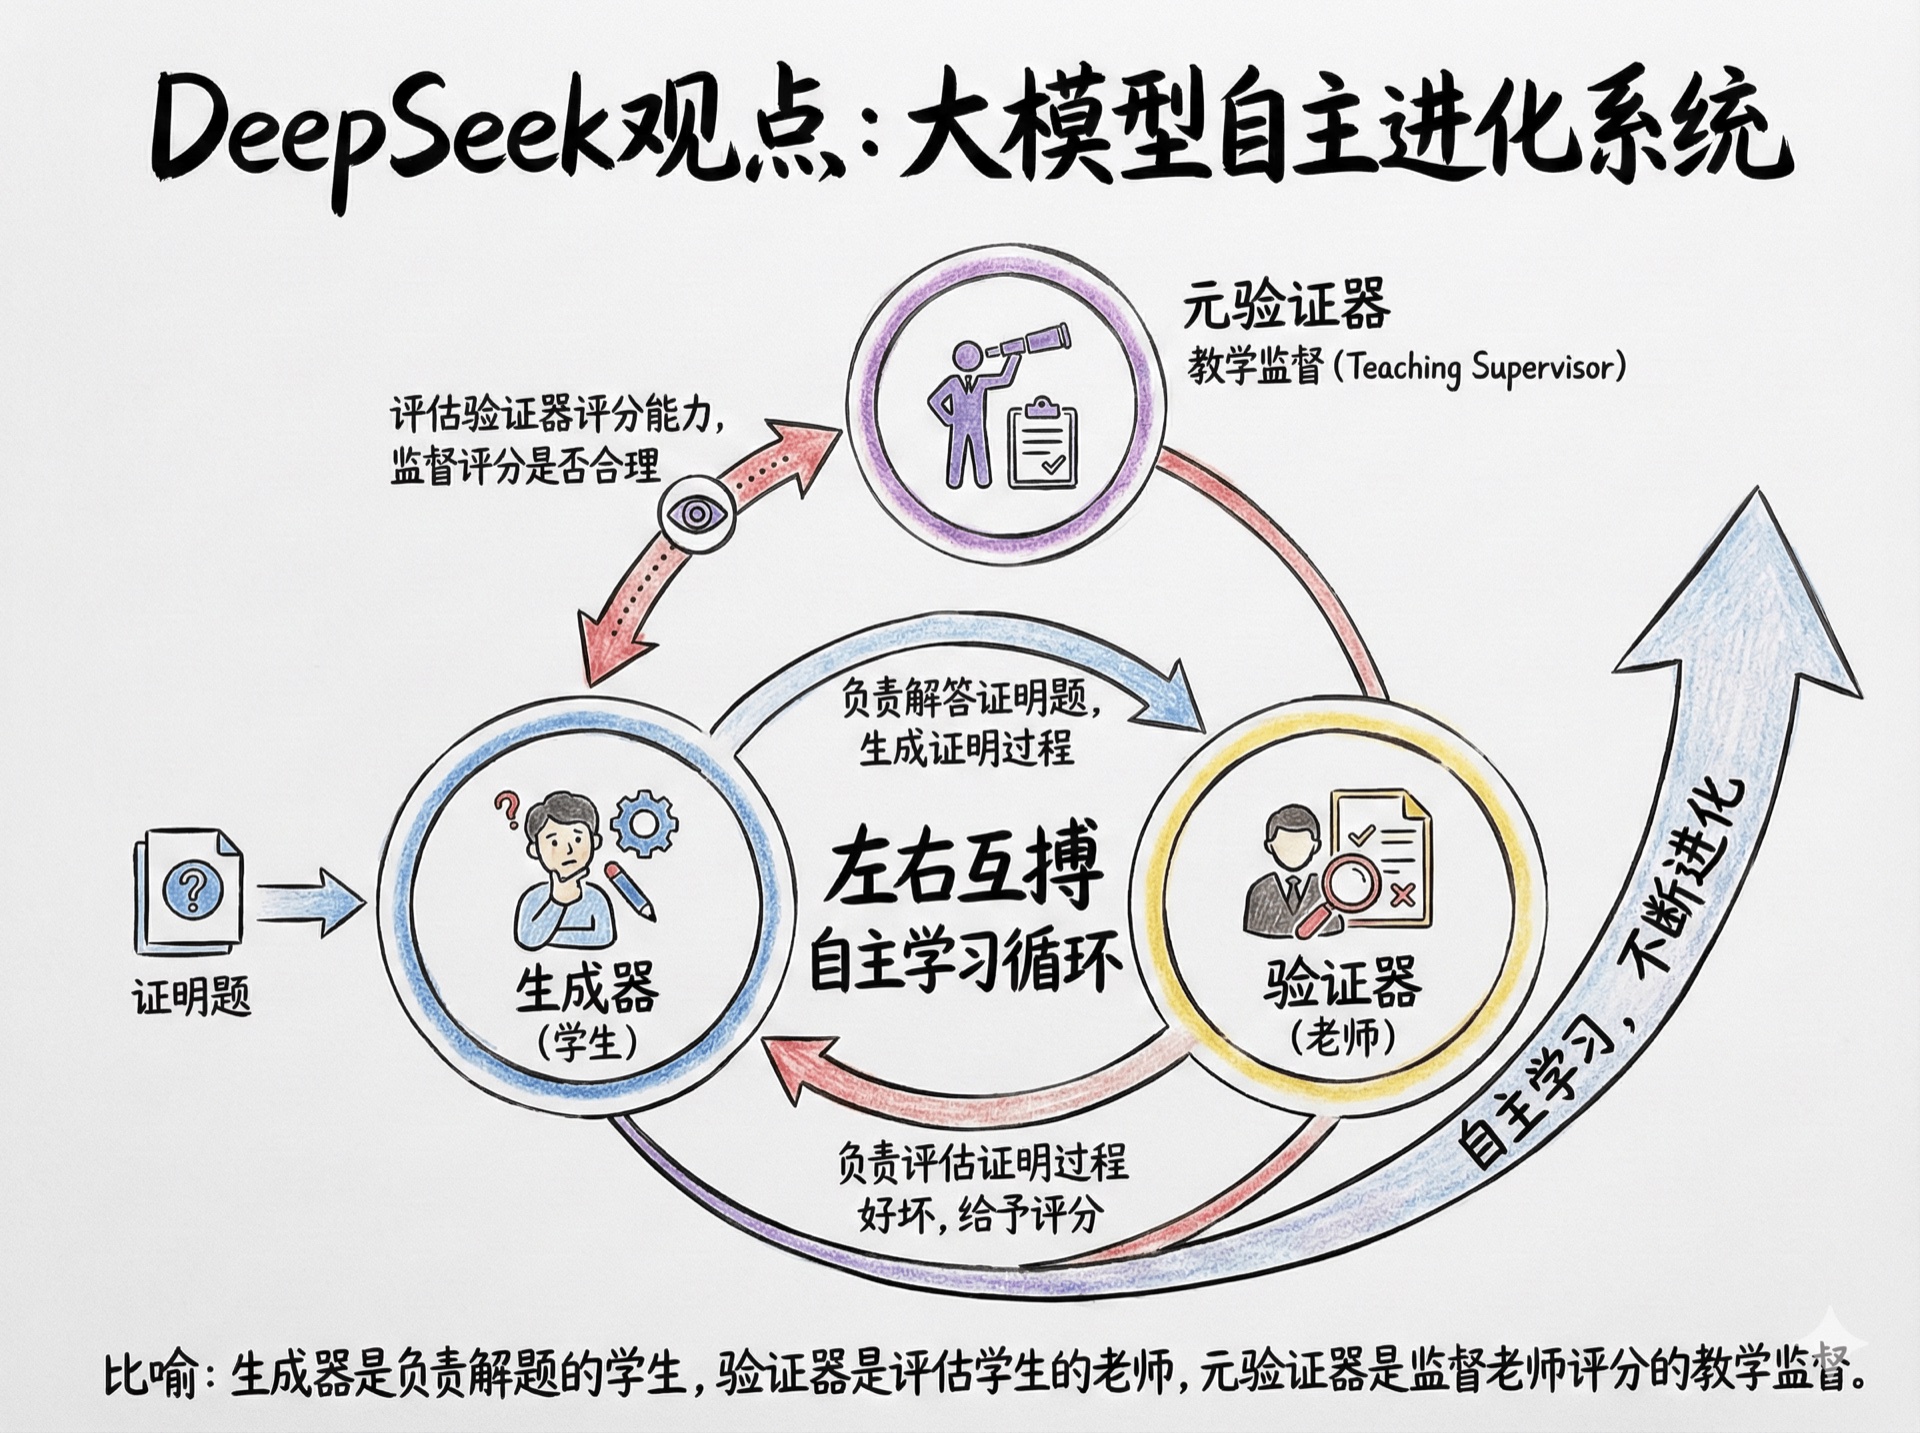 DeepSeek观点：大模型自主进化系统
元验证器
教学监督(Teaching Supervisor)
评估验证器评分能力，
监督评分是否合理
负责解答证明题，
生成证明过程
左右互搏
自主学习循环
证明题
生成器
(学生)
验证器
(老师)
负责评估证明过程
好坏，给予评分
自主学习，不断进化
比喻：生成器是负责解题的学生，验证器是评估学生的老师，元验证器是监督老师评分的教学监督。